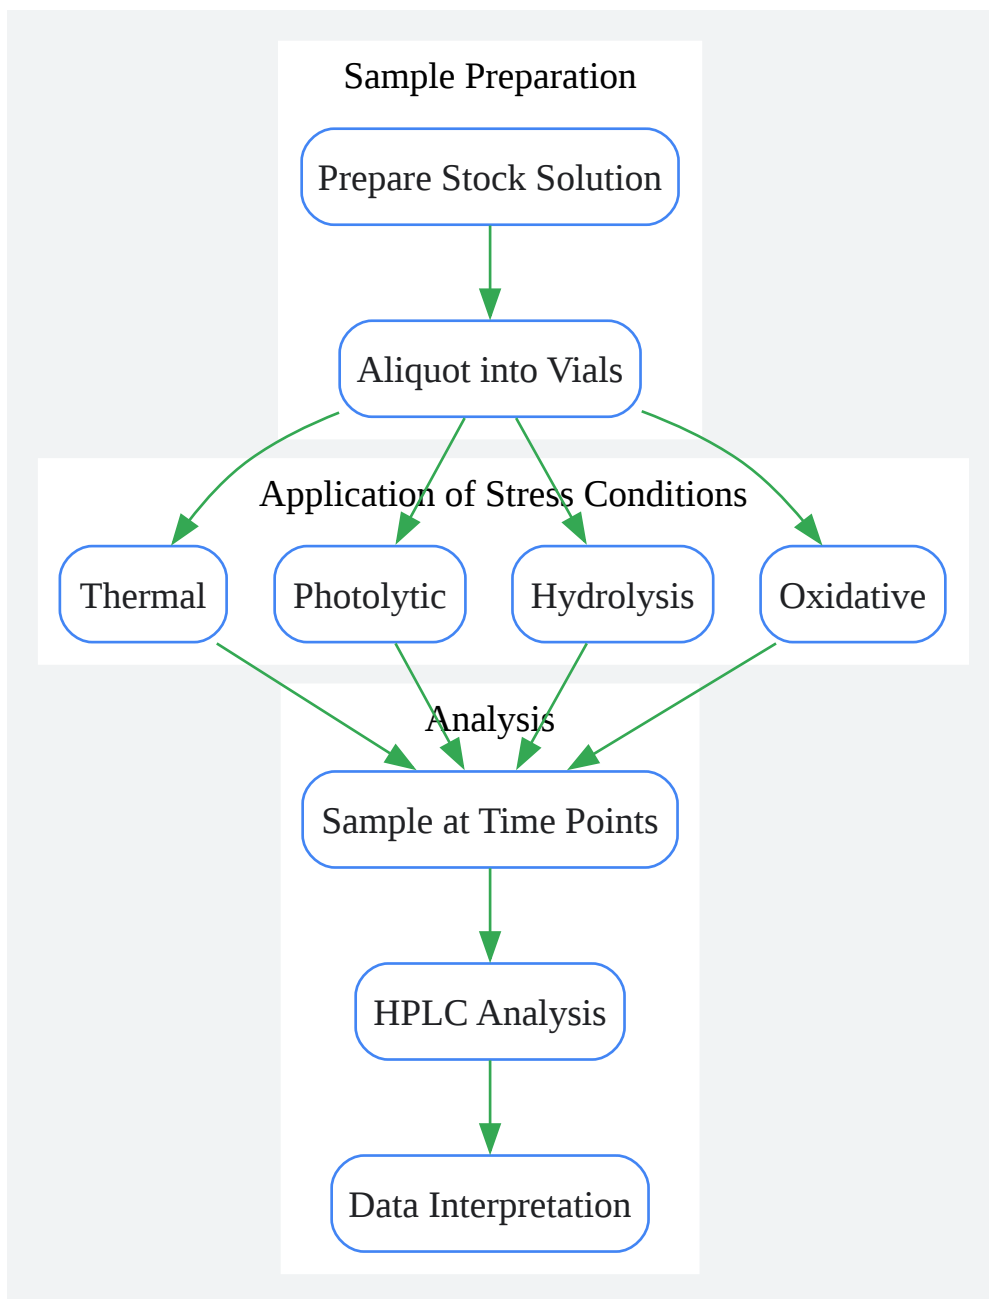 Sample Preparation
Prepare Stock Solution
Aliquot into Vials
Application of Stress Conditions
Thermal
Photolytic
Hydrolysis
Oxidative
Analysis
Sample at Time Points
HPLC Analysis
Data Interpretation